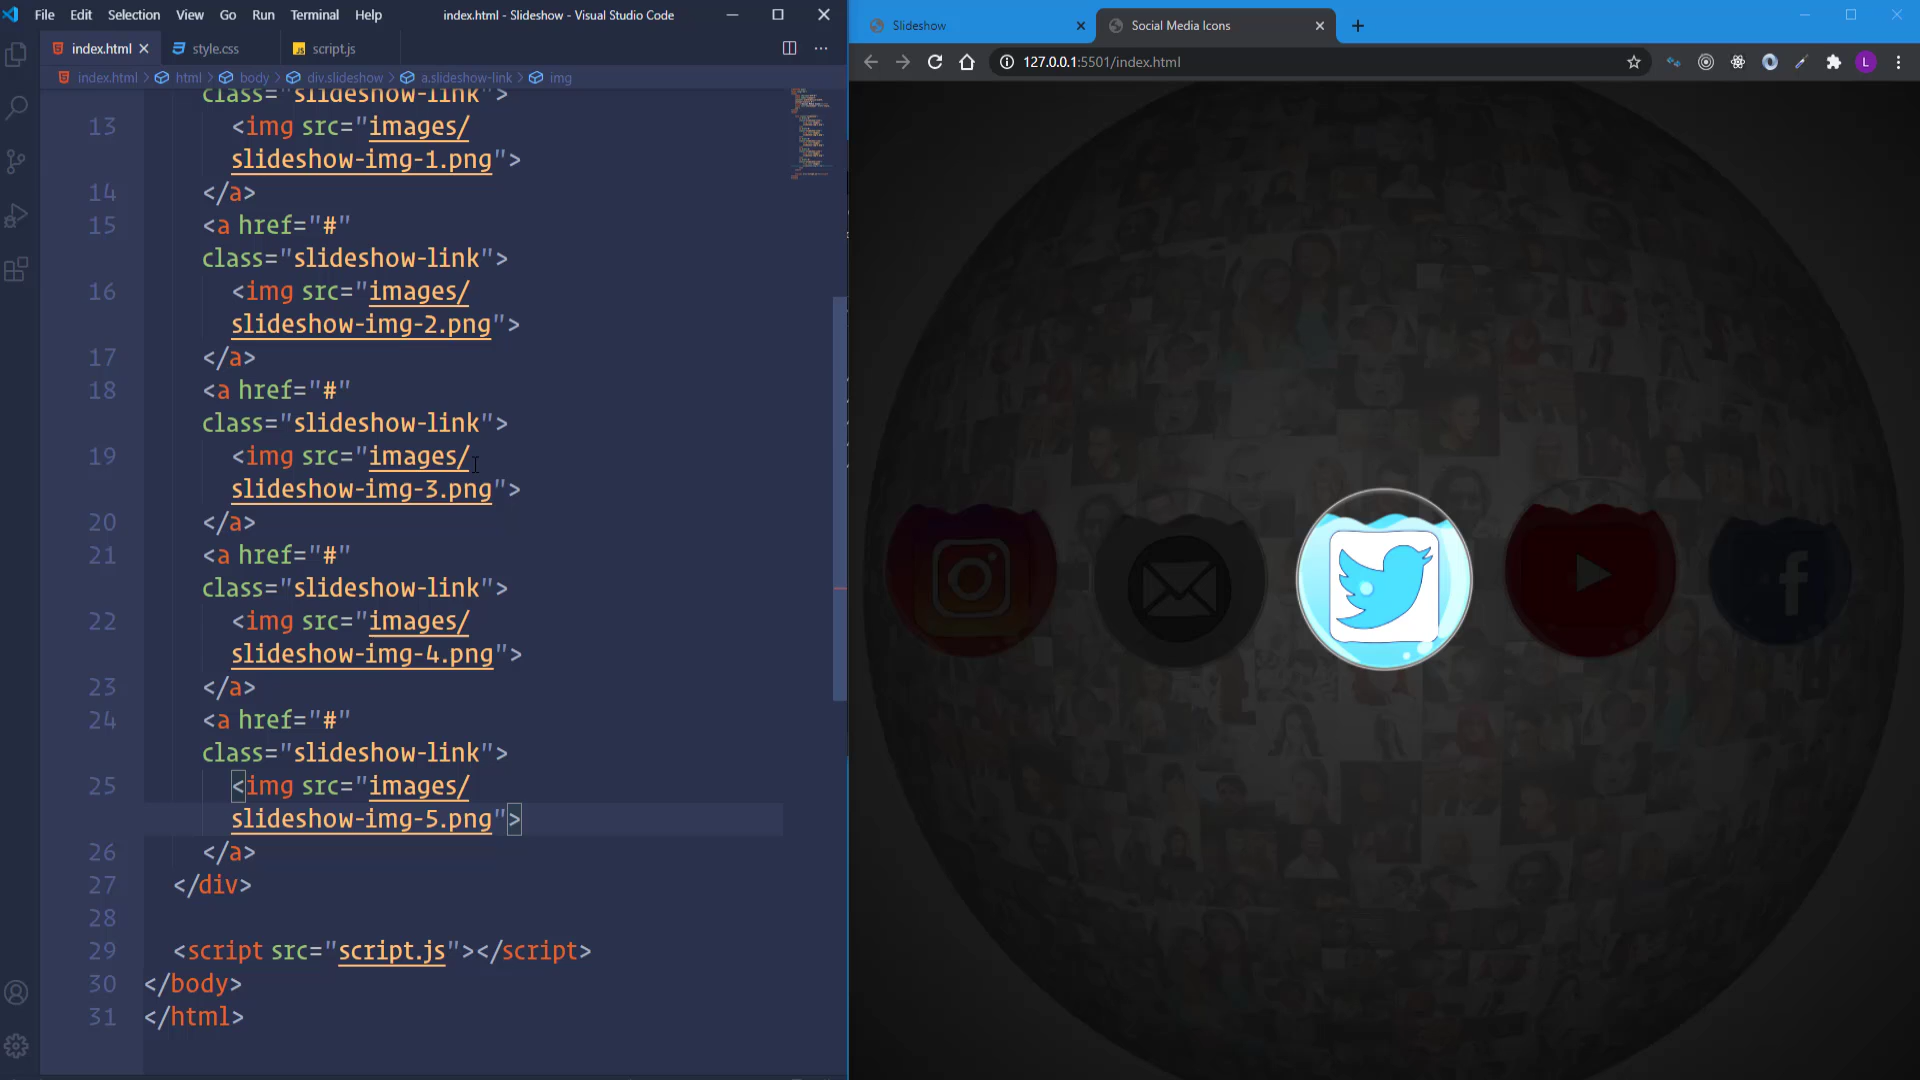 File Edit Selection View Go Run Terminal Help index.html - Slideshow - Visual Studio Code
index.html style.css script.js
index.html > html > body > div.slideshow > a.slideshow-link > img
class="slideshow-link">
13 <img src="images/
slideshow-img-1.png">
14 </a>
15 <a href="#"
class="slideshow-link">
16 <img src="images/
slideshow-img-2.png">
17 </a>
18 <a href="#"
class="slideshow-link">
19 <img src="images/
slideshow-img-3.png">
20 </a>
21 <a href="#"
class="slideshow-link">
22 <img src="images/
slideshow-img-4.png">
23 </a>
24 <a href="#"
class="slideshow-link">
25 <img src="images/
slideshow-img-5.png">
26 </a>
27 </div>
28
29 <script src="script.js"></script>
30 </body>
31 </html>
Slideshow Social Media Icons
127.0.0.1:5501/index.html
L
f